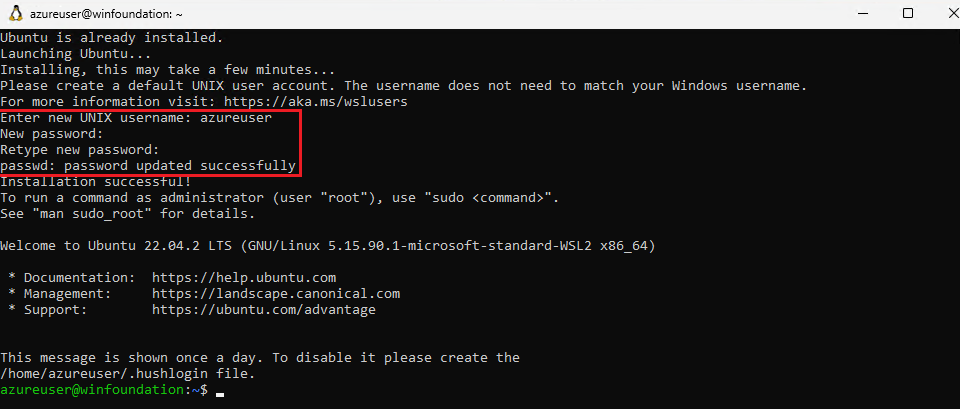 azureuser@winfoundation: ~
Ubuntu is already installed.
Launching Ubuntu...
Installing, this may take a few minutes...
Please create a default UNIX user account. The username does not need to match your Windows username.
For more information visit: https://aka.ms/wslusers
Enter new UNIX username: azureuser
New password:
Retype new password:
passwd: password updated successfully
Installation successful!
To run a command as administrator (user "root"), use "sudo <command>".
See "man sudo_root" for details.
Welcome to Ubuntu 22.04.2 LTS (GNU/Linux 5.15.90.1-microsoft-standard-WSL2 x86_64)
* Documentation:  https://help.ubuntu.com
* Management:     https://landscape.canonical.com
* Support:        https://ubuntu.com/advantage
This message is shown once a day. To disable it please create the
/home/azureuser/.hushlogin file.
azureuser@winfoundation:~$